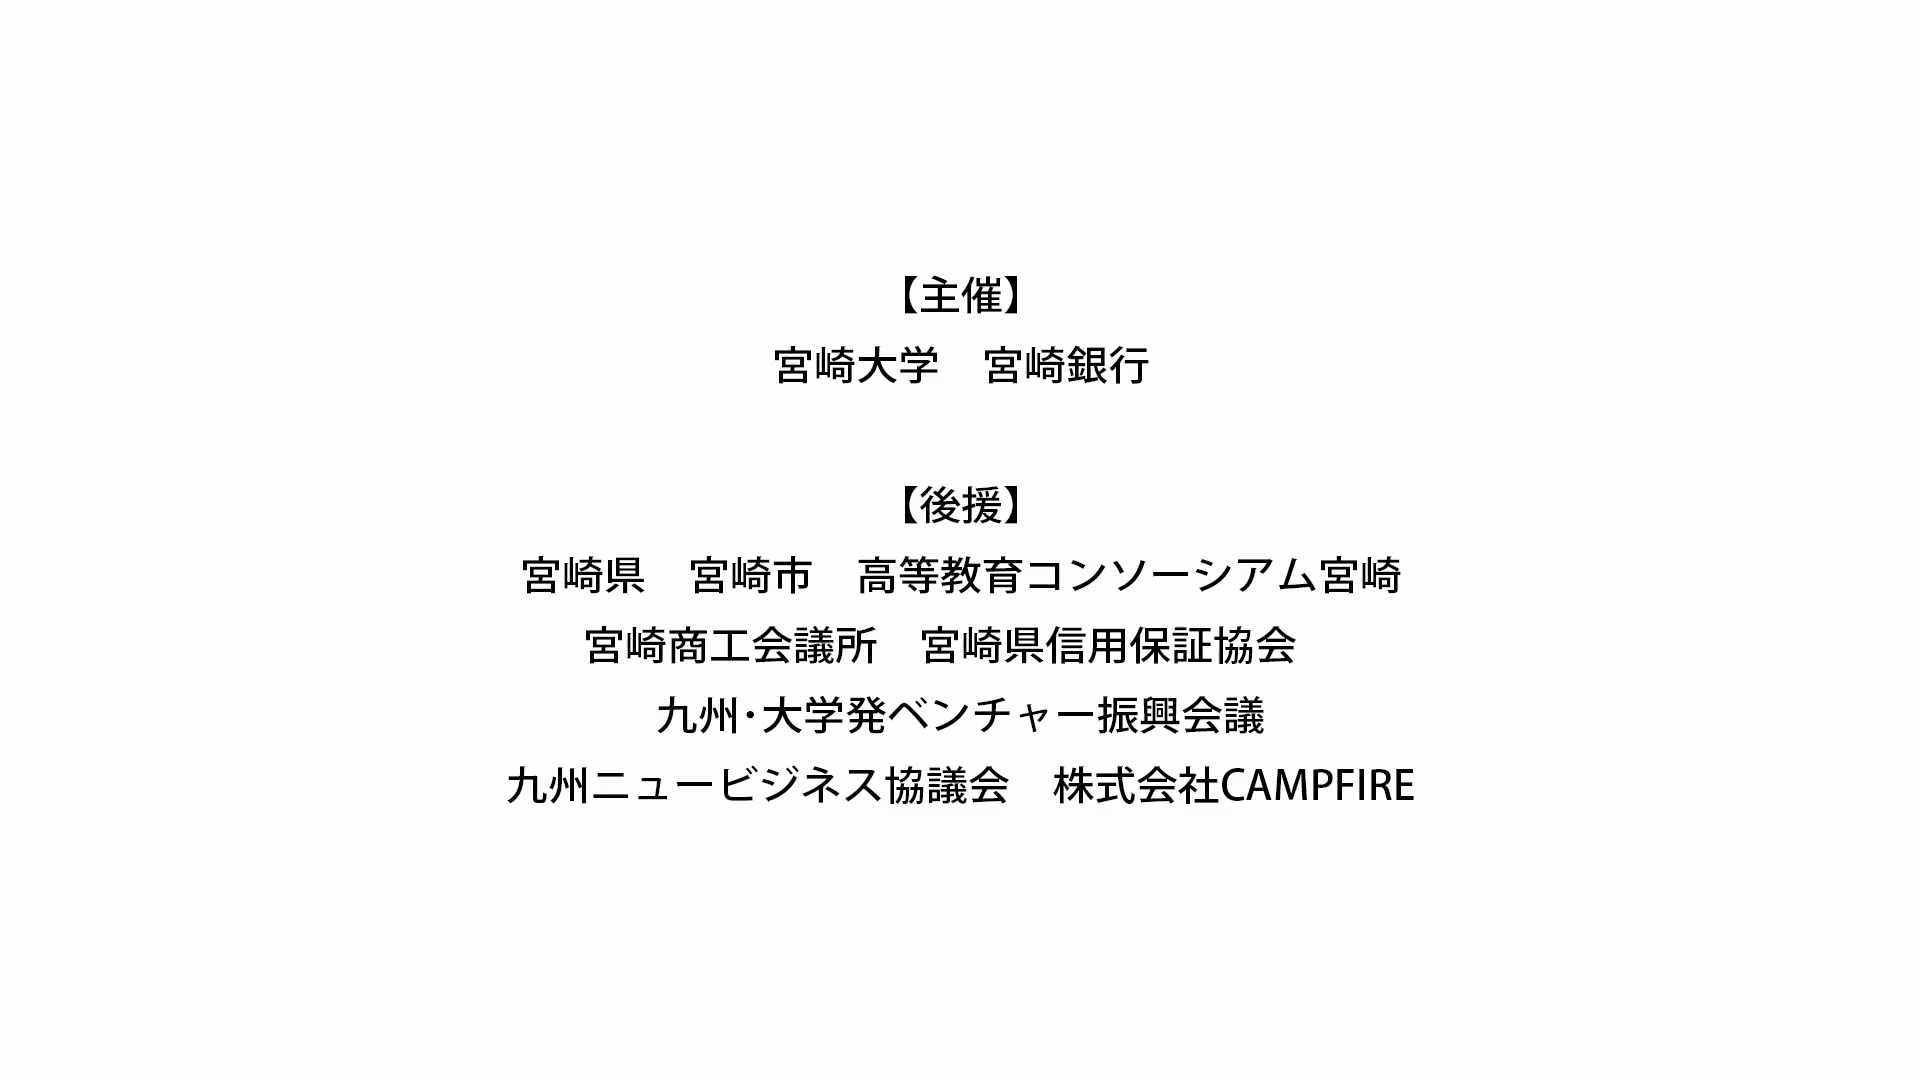 【主催】
宮崎大学　宮崎銀行
【後援】
宮崎県　宮崎市　高等教育コンソーシアム宮崎
宮崎商工会議所　宮崎県信用保証協会
九州・大学発ベンチャー振興会議
九州ニュービジネス協議会　株式会社CAMPFIRE